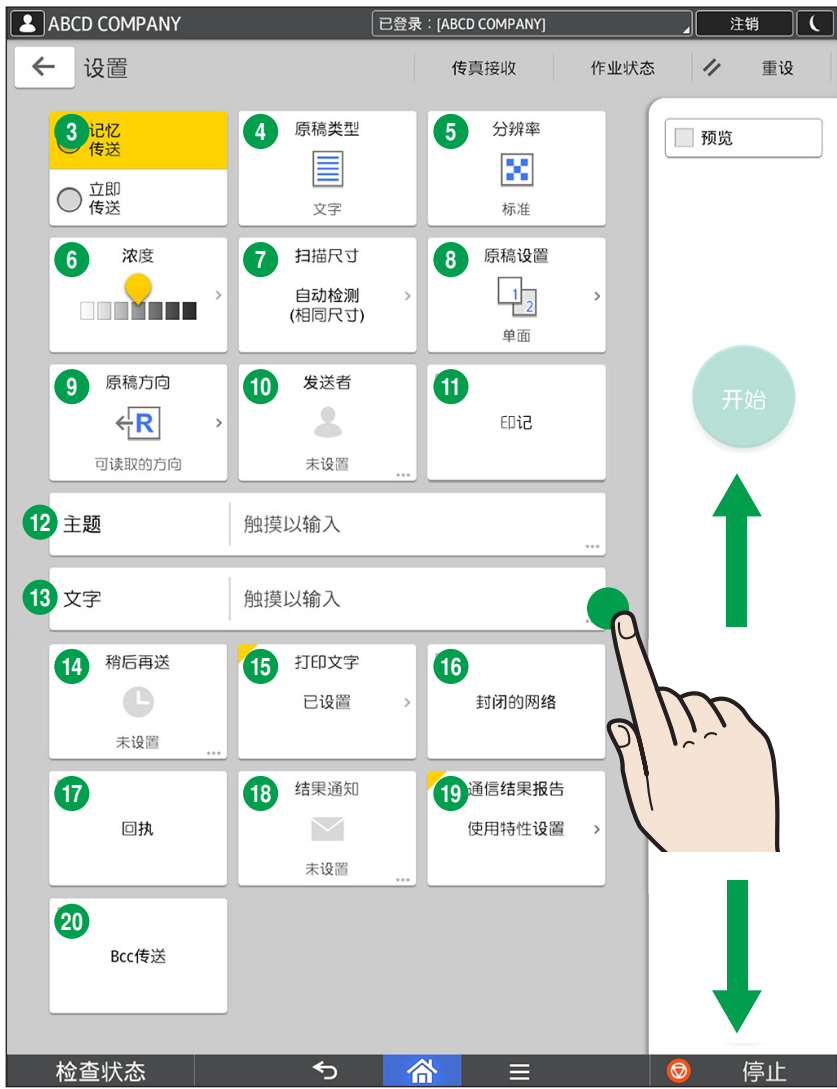 ABCD COMPANY
已登录：[ABCD COMPANY]
注销
设置
传真接收
作业状态
重设
3 记忆
传送
立即
传送
4 原稿类型
文字
5 分辨率
标准
预览
6 浓度
7 扫描尺寸
自动检测
(相同尺寸)
8 原稿设置
1
2
单面
9 原稿方向
R
可读取的方向
10 发送者
未设置
...
11
印记
开始
12 主题
触摸以输入
...
13 文字
触摸以输入
14 稍后再送
未设置
...
15 打印文字
已设置
16
封闭的网络
17
回执
18 结果通知
未设置
...
19 通信结果报告
使用特性设置
20
Bcc传送
检查状态
停止